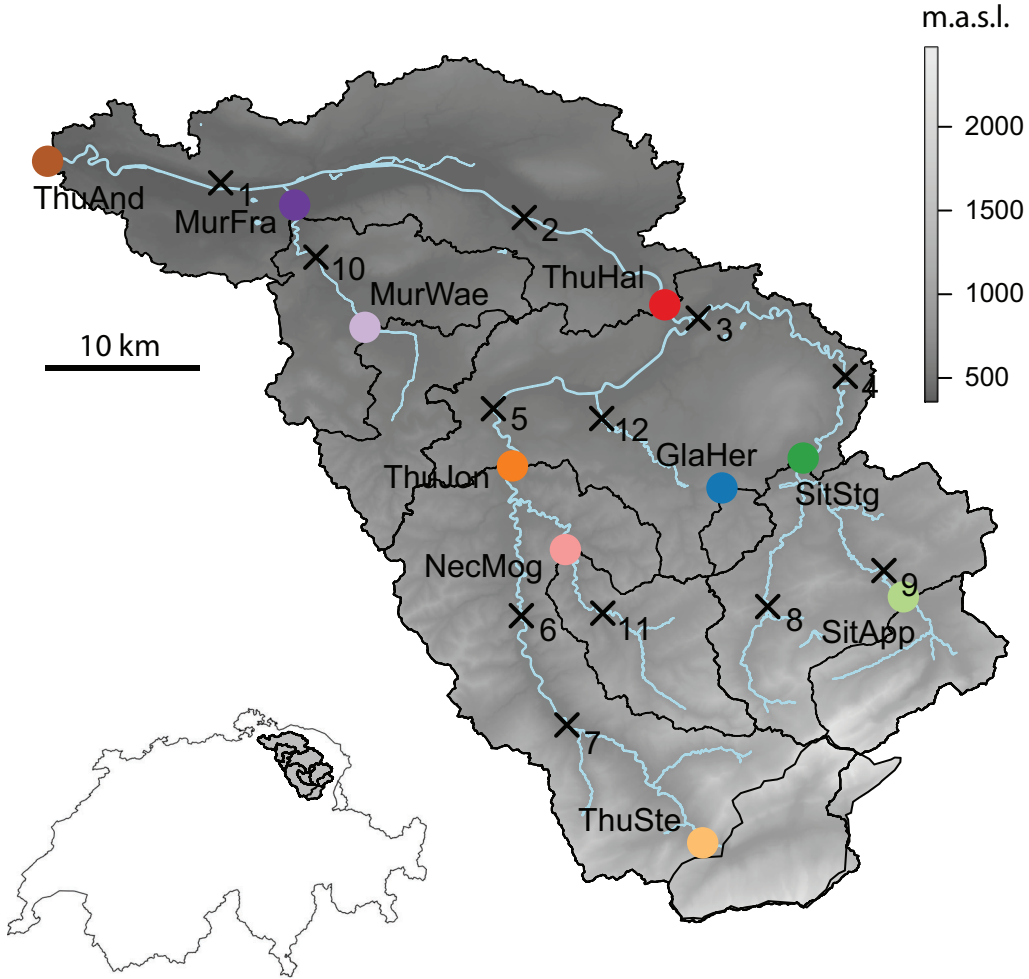 m.a.s.l.
2000
1500
1000
500
ThuAnd
1
MurFra
2
10
ThuHal
MurWae
3
10 km
4
5
12
GlaHer
ThuJon
SitStg
NecMog
9
6
11
8
SitApp
7
ThuSte